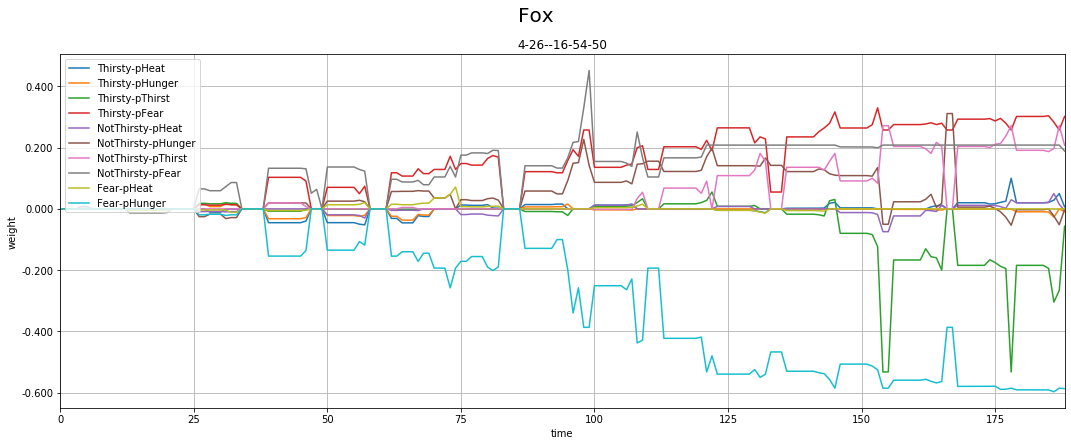 Fox
4-26--16-54-50
0.400
0.200
0.000
-0.200
-0.400
-0.600
weight
Thirsty-pHeat
Thirsty-pHunger
Thirsty-pThirst
Thirsty-pFear
NotThirsty-pHeat
NotThirsty-pHunger
NotThirsty-pThirst
NotThirsty-pFear
Fear-pHeat
Fear-pHunger
0
25
50
75
100
125
150
175
time